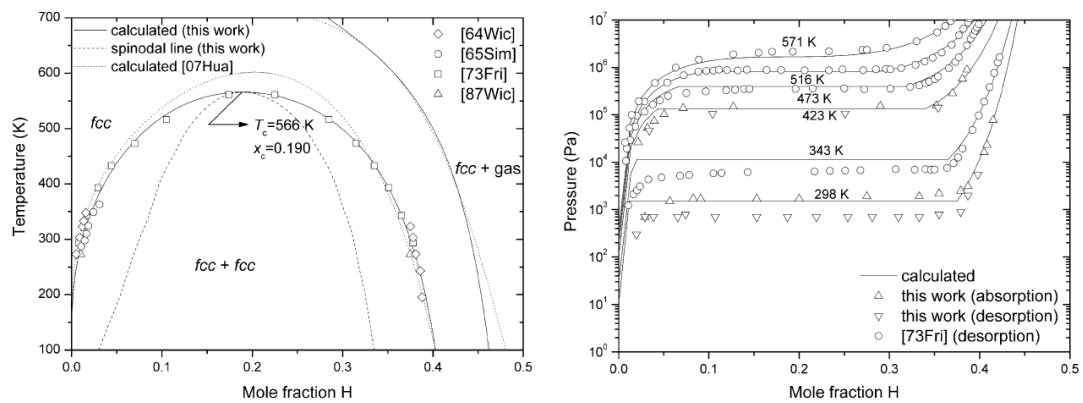 700
600
500
400
300
200
100
0.0
0.1
0.2
0.3
0.4
0.5
Temperature (K)
Mole fraction H
calculated (this work)
spinodal line (this work)
calculated [07Hua]
[64Wic]
[65Sim]
[73Fri]
[87Wic]
fcc
Tc=566 K
xc=0.190
fcc + gas
fcc + fcc
10^7
10^6
10^5
10^4
10^3
10^2
10^1
10^0
0.0
0.1
0.2
0.3
0.4
0.5
Pressure (Pa)
Mole fraction H
571 K
516 K
473 K
423 K
343 K
298 K
calculated
this work (absorption)
this work (desorption)
[73Fri] (desorption)